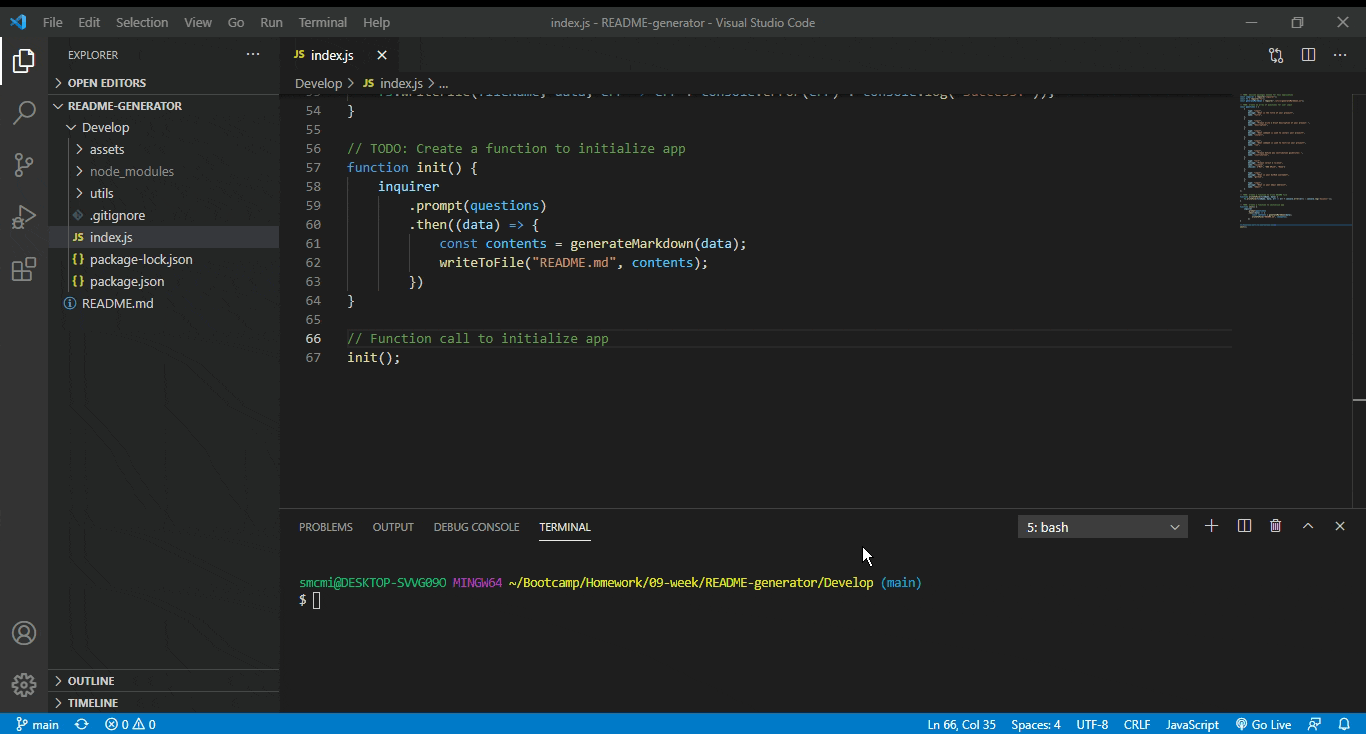 File Edit Selection View Go Run Terminal Help index.js - README-generator - Visual Studio Code
EXPLORER ...
OPEN EDITORS
README-GENERATOR
Develop
assets
node_modules
utils
.gitignore
JS index.js
{} package-lock.json
{} package.json
README.md
OUTLINE
TIMELINE
JS index.js
Develop > JS index.js > ...
54 }
55
56 // TODO: Create a function to initialize app
57 function init() {
58 inquirer
59 .prompt(questions)
60 .then((data) => {
61 const contents = generateMarkdown(data);
62 writeToFile("README.md", contents);
63 })
64 }
65
66 // Function call to initialize app
67 init();
PROBLEMS OUTPUT DEBUG CONSOLE TERMINAL 5: bash
smcmi@DESKTOP-SVVG09O MINGW64 ~/Bootcamp/Homework/09-week/README-generator/Develop (main)
$
main 0 0 Ln 66, Col 35 Spaces: 4 UTF-8 CRLF JavaScript Go Live